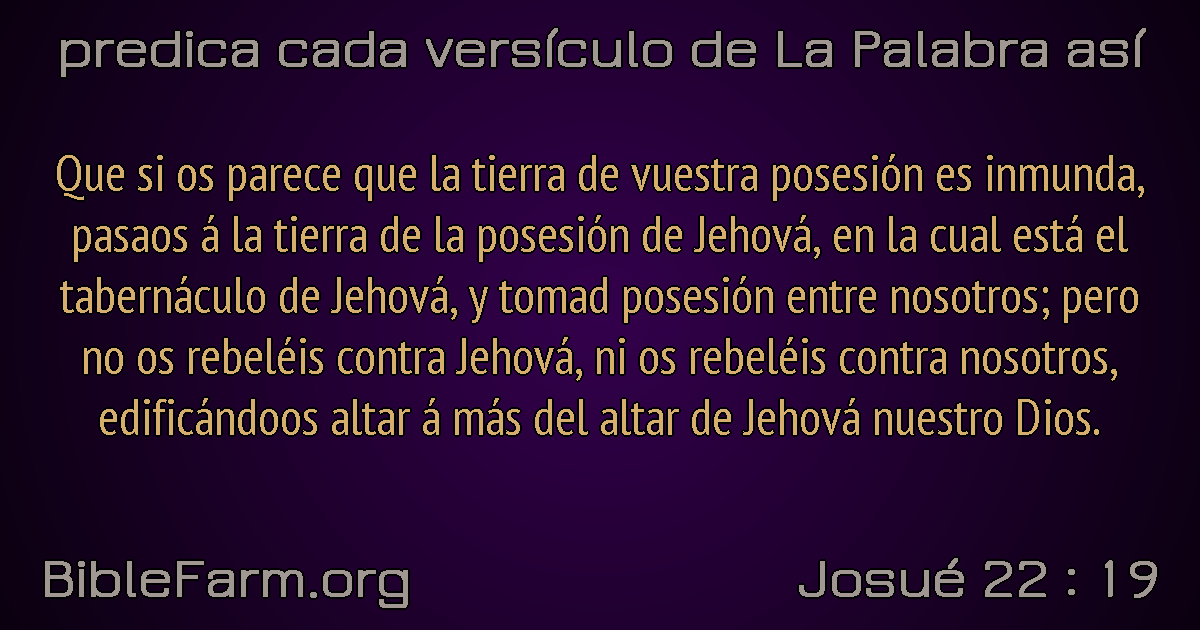 predica cada versículo de La Palabra así
Que si os parece que la tierra de vuestra posesión es inmunda,
pasaos á la tierra de la posesión de Jehová, en la cual está el
tabernáculo de Jehová, y tomad posesión entre nosotros; pero
no os rebeléis contra Jehová, ni os rebeléis contra nosotros,
edificándoos altar á más del altar de Jehová nuestro Dios.
BibleFarm.org
Josué 22 : 19